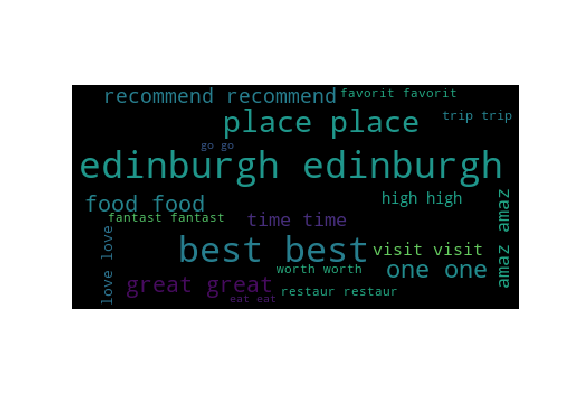 recommend recommend
favorit favorit
place place
trip trip
go go
edinburgh edinburgh
food food
high high
fantast fantast
time time
amaz amaz
love love
best best
visit visit
worth worth
one one
great great
restaur restaur
eat eat